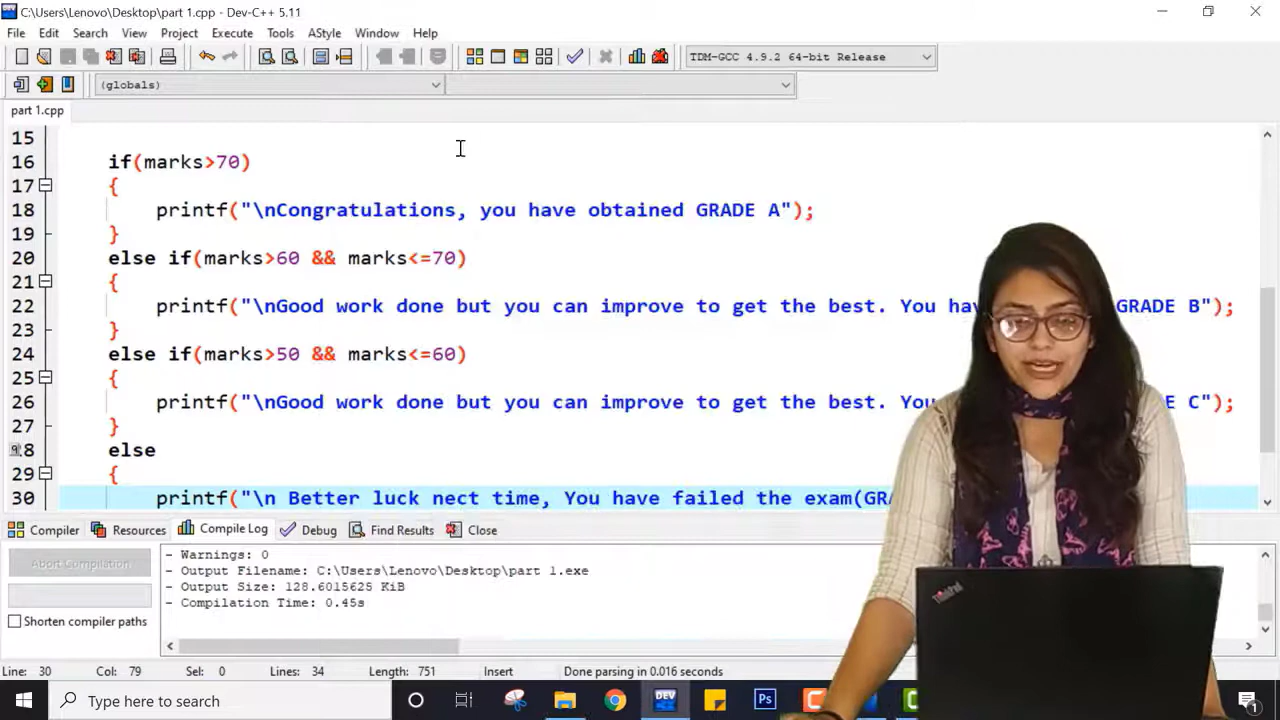 C:\Users\Lenovo\Desktop\part 1.cpp - Dev-C++ 5.11
File Edit Search View Project Execute Tools AStyle Window Help
TDM-GCC 4.9.2 64-bit Release
(globals)
part 1.cpp
15
16 if(marks>70)
17 {
18 printf("\nCongratulations, you have obtained GRADE A");
19 }
20 else if(marks>60 && marks<=70)
21 {
22 printf("\nGood work done but you can improve to get the best. You GRADE B");
23 }
24 else if(marks>50 && marks<=60)
25 {
26 printf("\nGood work done but you can improve to get the best. C");
27 }
28 else
29 {
30 printf("\n Better luck nect time, You have failed the
Compiler Resources Compile Log Debug Find Results Close
Abort Compilation
Shorten compiler paths
- Warnings: 0
- Output Filename: C:\Users\Lenovo\Desktop\part 1.exe
- Output Size: 128.6015625 KiB
- Compilation Time: 0.45s
ThinkPad
Line: 30 Col: 79 Sel: 0 Lines: 34 Length: 751 Insert Done parsing in 0.016 seconds
Type here to search
DEV
Ps
1